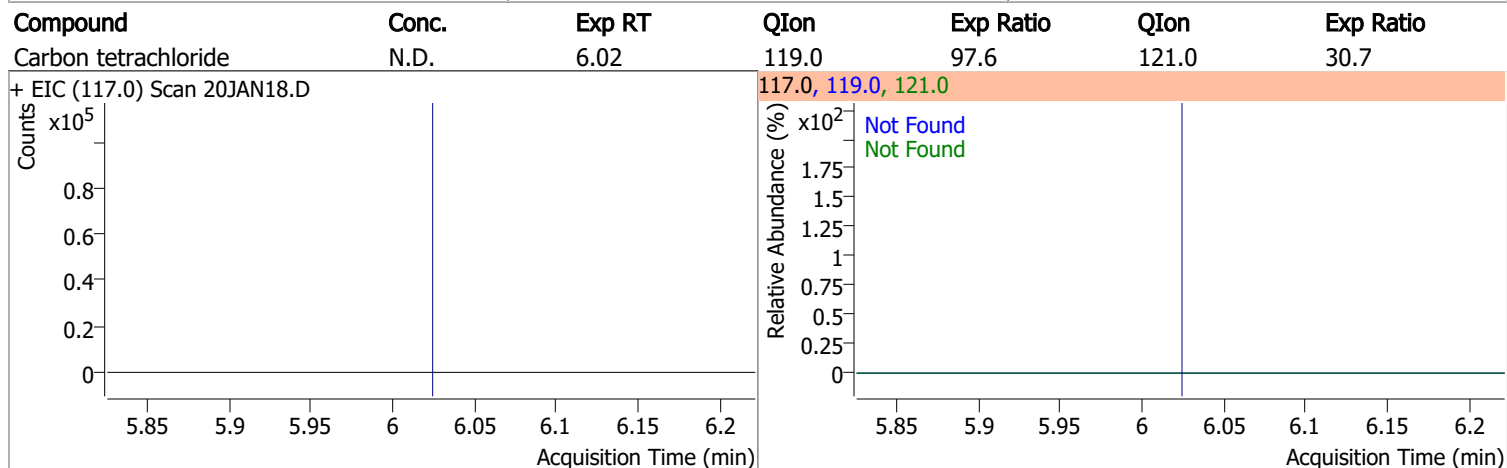 Compound Conc. Exp RT QIon Exp Ratio QIon Exp Ratio
Carbon tetrachloride N.D. 6.02 119.0 97.6 121.0 30.7
+ EIC (117.0) Scan 20JAN18.D
Counts
x10^5
0.8
0.6
0.4
0.2
0
5.85 5.9 5.95 6 6.05 6.1 6.15 6.2
Acquisition Time (min)
117.0, 119.0, 121.0
Relative Abundance (%)
x10^2
Not Found
Not Found
1.75
1.5
1.25
1
0.75
0.5
0.25
0
5.85 5.9 5.95 6 6.05 6.1 6.15 6.2
Acquisition Time (min)